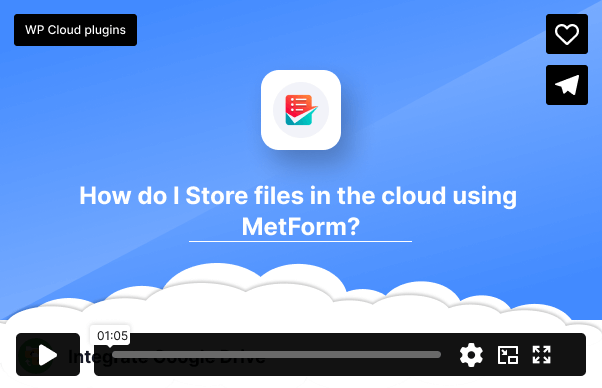 WP Cloud plugins
How do I Store files in the cloud using
MetForm?
01:05
Integrate Google Drive